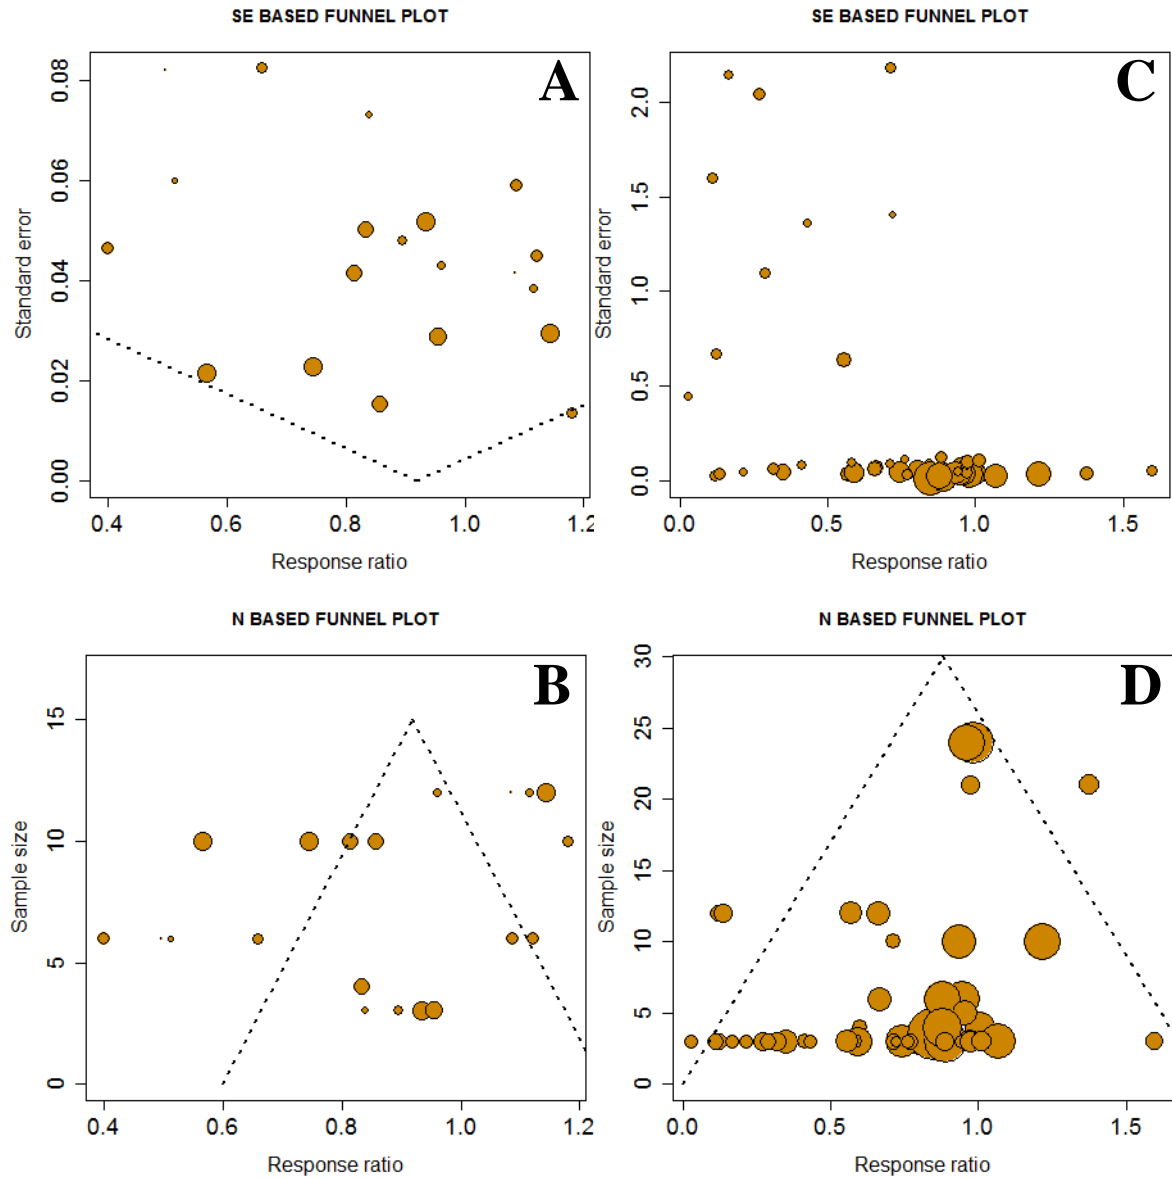 SE BASED FUNNEL PLOT
A
Standard error
0.00 0.02 0.04 0.06 0.08
0.4 0.6 0.8 1.0 1.2
Response ratio
SE BASED FUNNEL PLOT
C
Standard error
0.0 0.5 1.0 1.5 2.0
0.0 0.5 1.0 1.5
Response ratio
N BASED FUNNEL PLOT
B
Sample size
0 5 10 15
0.4 0.6 0.8 1.0 1.2
Response ratio
N BASED FUNNEL PLOT
D
Sample size
0 5 10 15 20 25 30
0.0 0.5 1.0 1.5
Response ratio